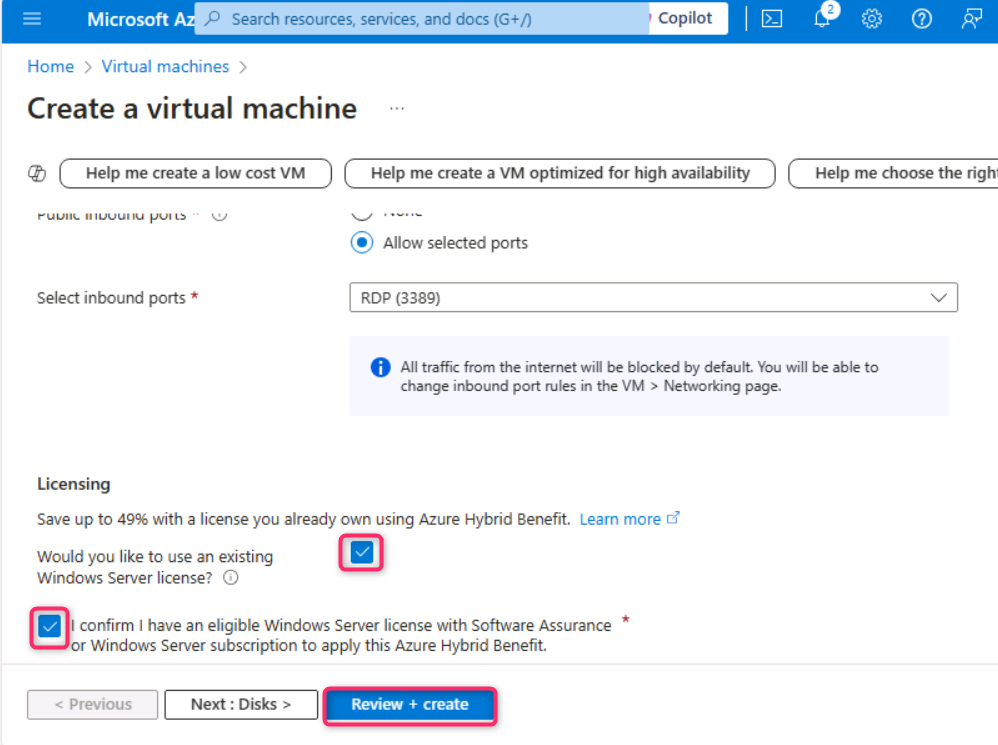 Microsoft Az
Search resources, services, and docs (G+/)
Copilot
2
Home > Virtual machines >
Create a virtual machine ...
Help me create a low cost VM
Help me create a VM optimized for high availability
Help me choose the right
Public inbound ports *
None
Allow selected ports
Select inbound ports *
RDP (3389)
All traffic from the internet will be blocked by default. You will be able to
change inbound port rules in the VM > Networking page.
Licensing
Save up to 49% with a license you already own using Azure Hybrid Benefit. Learn more
Would you like to use an existing
Windows Server license?
I confirm I have an eligible Windows Server license with Software Assurance *
or Windows Server subscription to apply this Azure Hybrid Benefit.
< Previous
Next : Disks >
Review + create